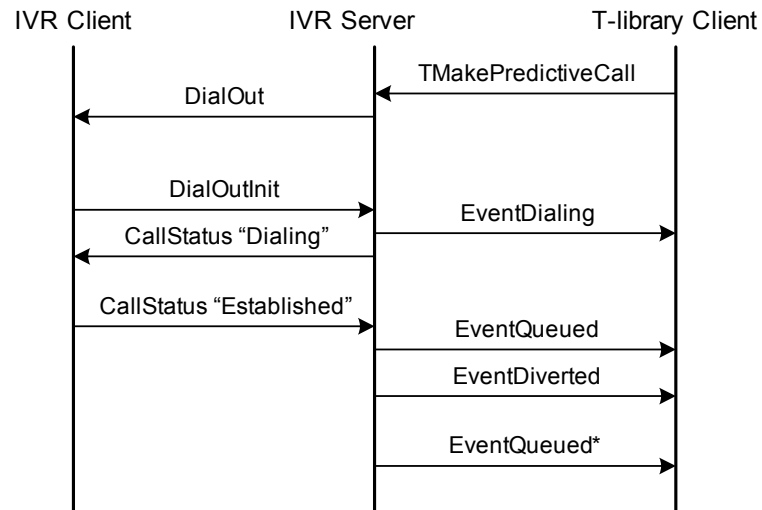 IVR Client
IVR Server
T-library Client
TMakePredictiveCall
DialOut
DialOutInit
EventDialing
CallStatus “Dialing”
CallStatus “Established”
EventQueued
EventDiverted
EventQueued*